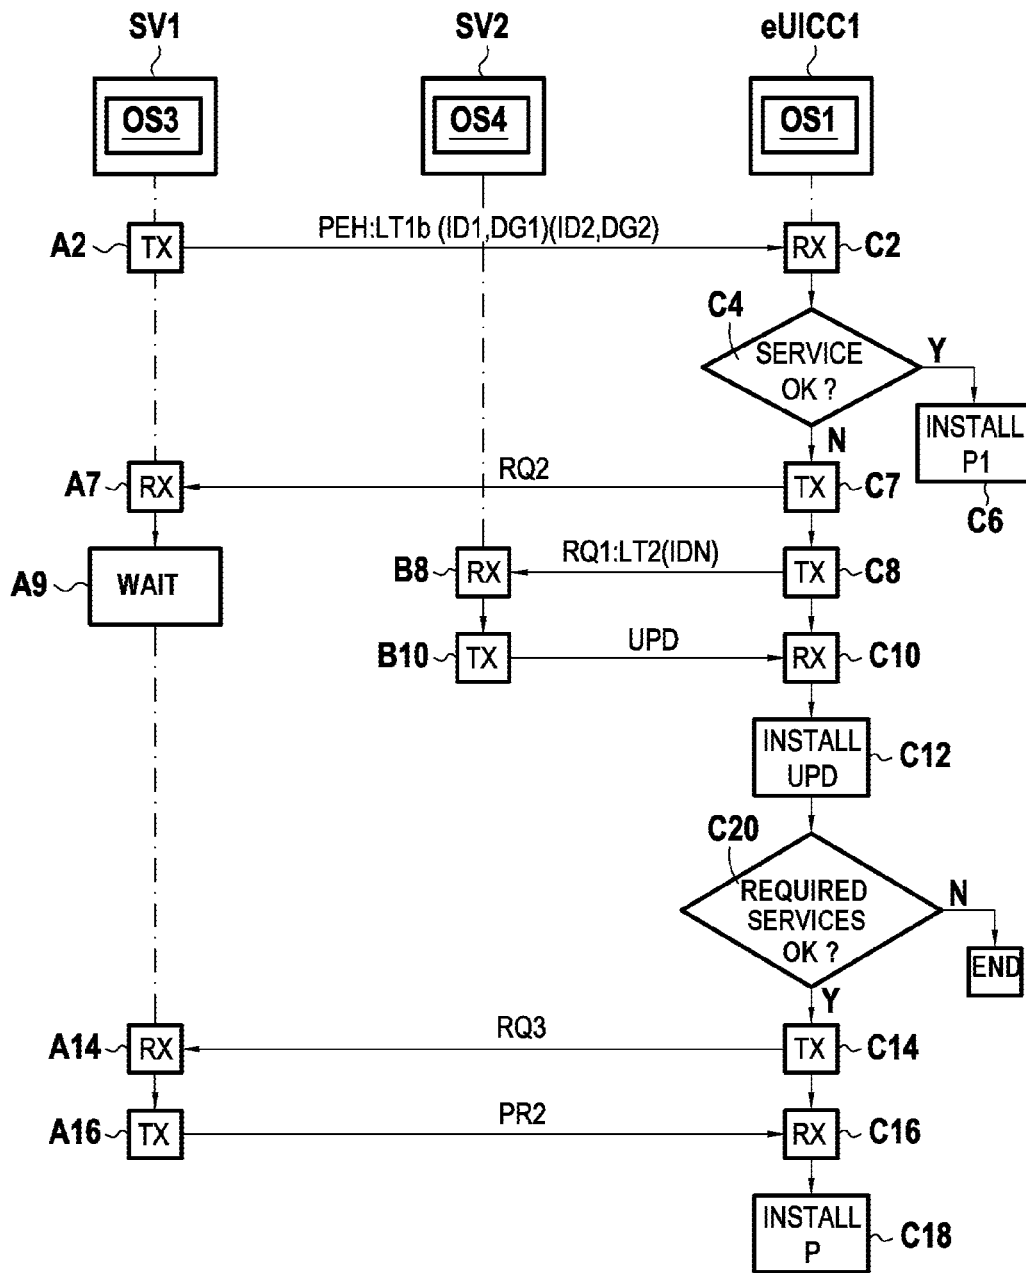 SV1
SV2
eUICC1
OS3
OS4
OS1
PEH:LT1b (ID1,DG1)(ID2,DG2)
A2
TX
RX
C2
C4
SERVICE
OK ?
Y
INSTALL
P1
C6
N
RQ2
A7
RX
TX
C7
RQ1:LT2(IDN)
A9
WAIT
B8
RX
TX
C8
UPD
B10
TX
RX
C10
INSTALL
UPD
C12
C20
REQUIRED
SERVICES
OK ?
N
END
Y
RQ3
A14
RX
TX
C14
PR2
A16
TX
RX
C16
INSTALL
P
C18